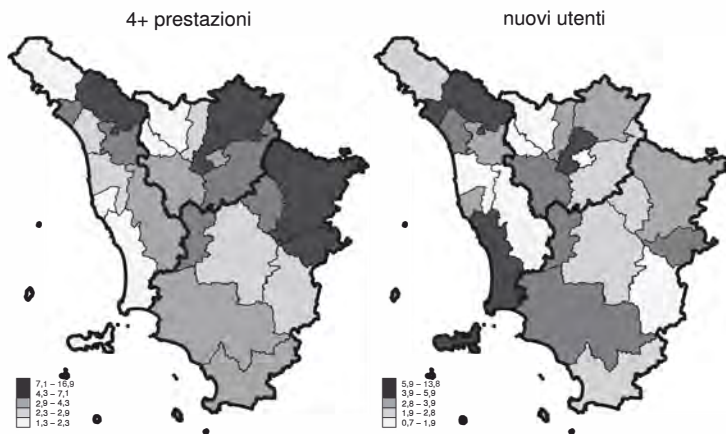 4+ prestazioni
nuovi utenti
7,1 – 16,9
4,3 – 7,1
2,9 – 4,3
2,3 – 2,9
1,3 – 2,3
5,9 – 13,8
3,9 – 5,9
2,8 – 3,9
1,9 – 2,8
0,7 – 1,9